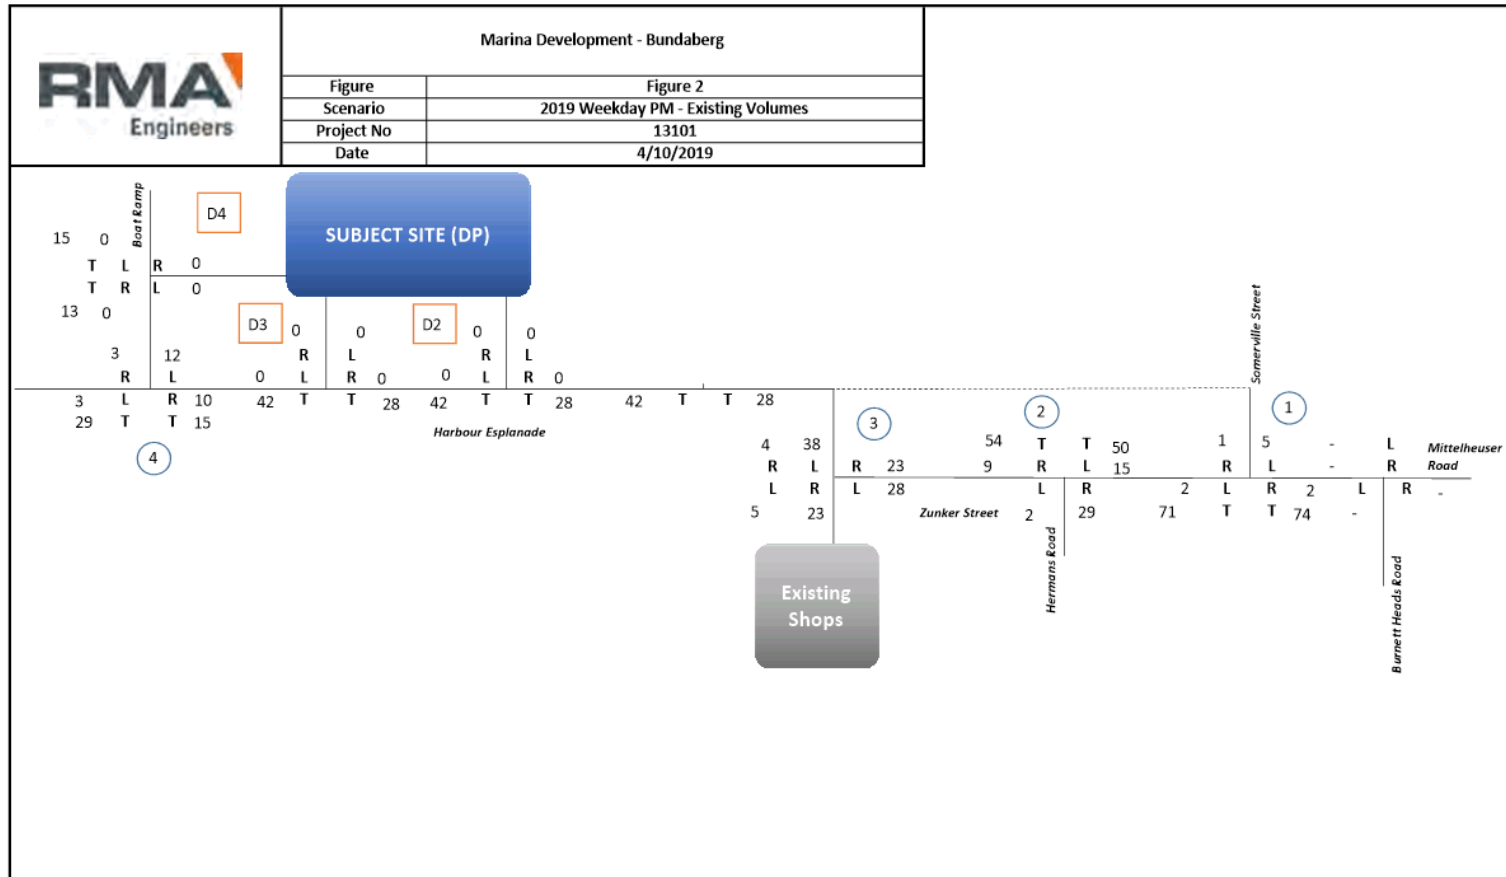 RMA
Engineers
Marina Development - Bundaberg
Figure Figure 2
Scenario 2019 Weekday PM - Existing Volumes
Project No 13101
Date 4/10/2019
Boat Ramp
D4
SUBJECT SITE (DP)
15 0
T L R 0
T R L 0
13 0
D3 0 0 D2 0 0
3 12 R L R L
R L 0 L R 0 0 L R 0
3 L R 10 42 T T 28 42 T T 28 42 T T 28
29 T T 15
Harbour Esplanade
4
Somerville Street
3 2 1
4 38 54 T T 50 1 5 - L Mittelheuser
R L R 23 9 R L 15 R L - R Road
L R L 28 L R 2 L R 2 L R -
5 23 Zunker Street 2 29 71 T T 74 -
Hermans Road
Burnett Heads Road
Existing
Shops